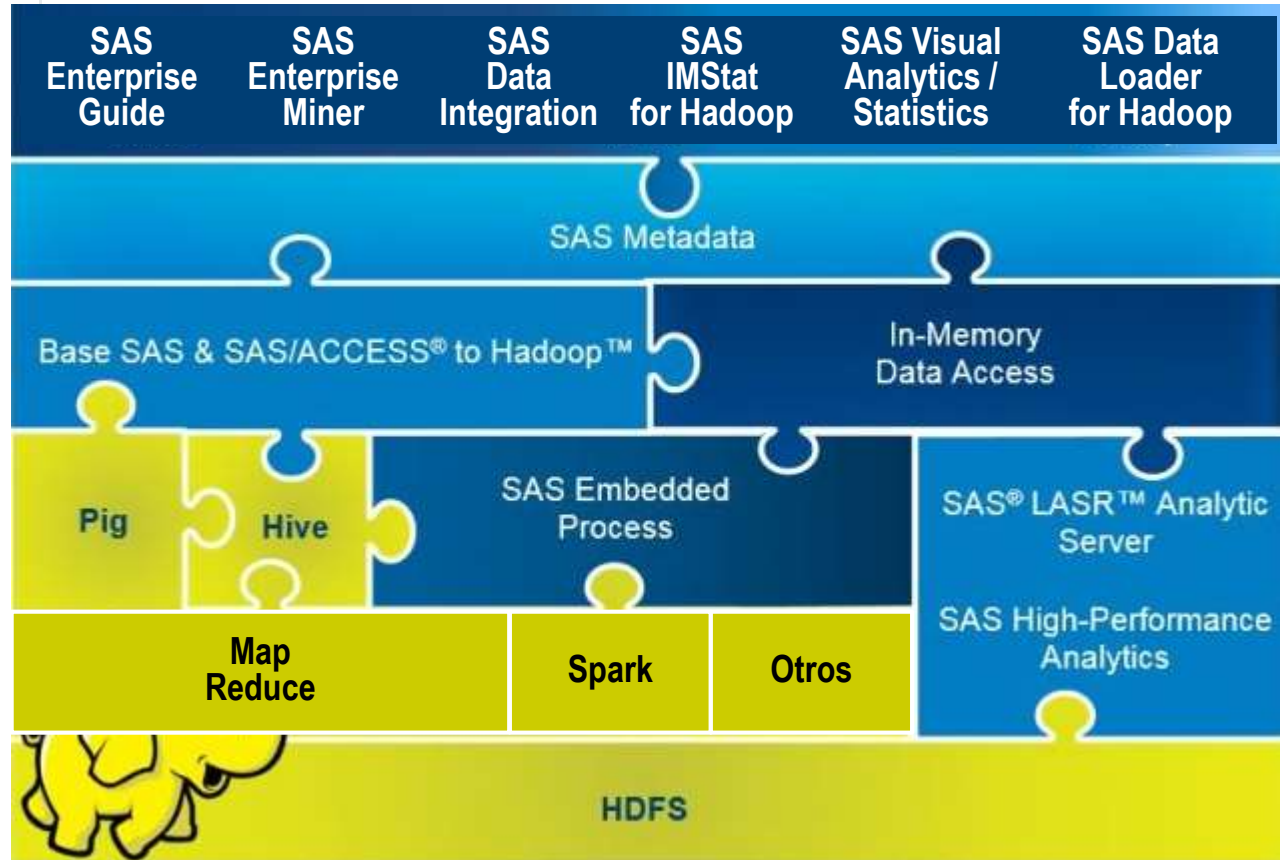 SAS
Enterprise
Guide
SAS
Enterprise
Miner
SAS
Data
Integration
SAS
IMStat
for Hadoop
SAS Visual
Analytics /
Statistics
SAS Data
Loader
for Hadoop
SAS Metadata
Base SAS & SAS/ACCESS® to Hadoop™
In-Memory
Data Access
Pig
Hive
SAS Embedded
Process
SAS® LASR™ Analytic
Server
SAS High-Performance
Analytics
Map
Reduce
Spark
Otros
HDFS